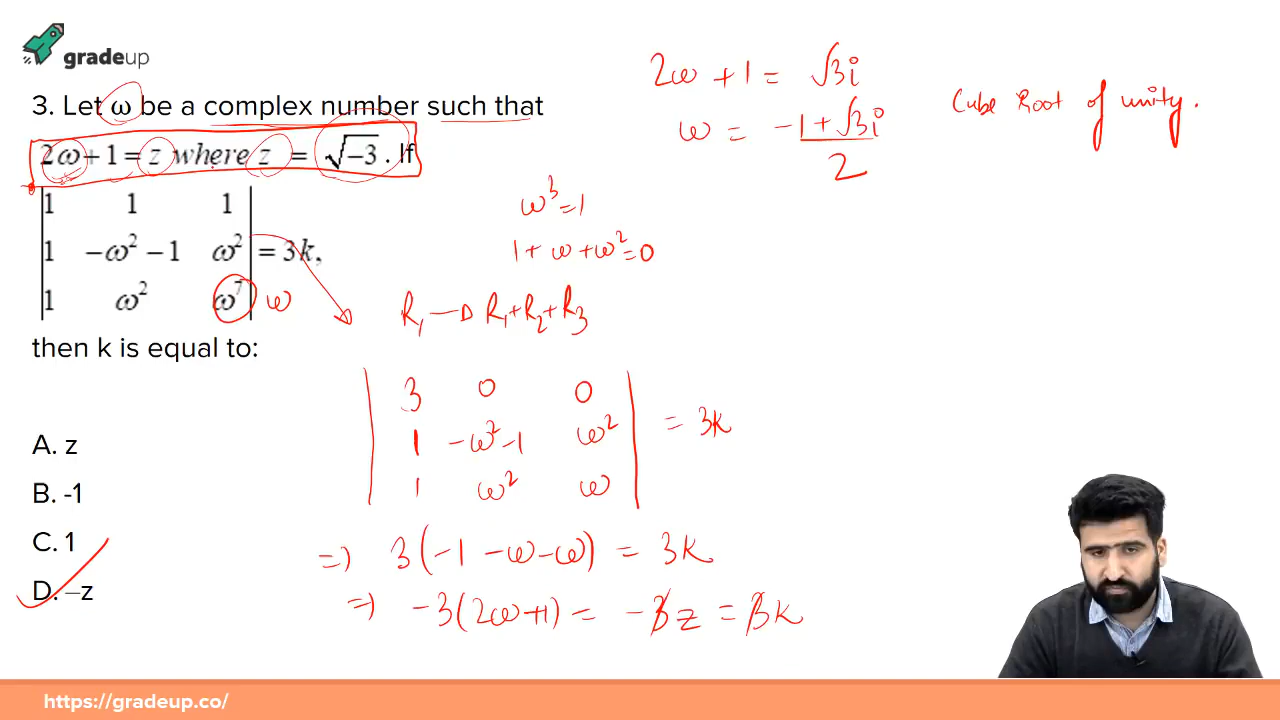 gradeup
3. Let ω be a complex number such that
2ω + 1 = z where z = √−3 . If
1 1 1
1 −ω² −1 ω² = 3k,
1 ω² ω⁷ ω
then k is equal to:
A. z
B. -1
C. 1
D. –z
2ω + 1 = √3i
ω = −1 + √3i / 2
Cube Root of unity.
ω³ = 1
1 + ω + ω² = 0
R₁ → R₁ + R₂ + R₃
3 0 0
1 −ω² −1 ω² = 3k
1 ω² ω
=> 3(−1 −ω −ω) = 3k
=> −3(2ω+1) = −3z = 3k
https://gradeup.co/